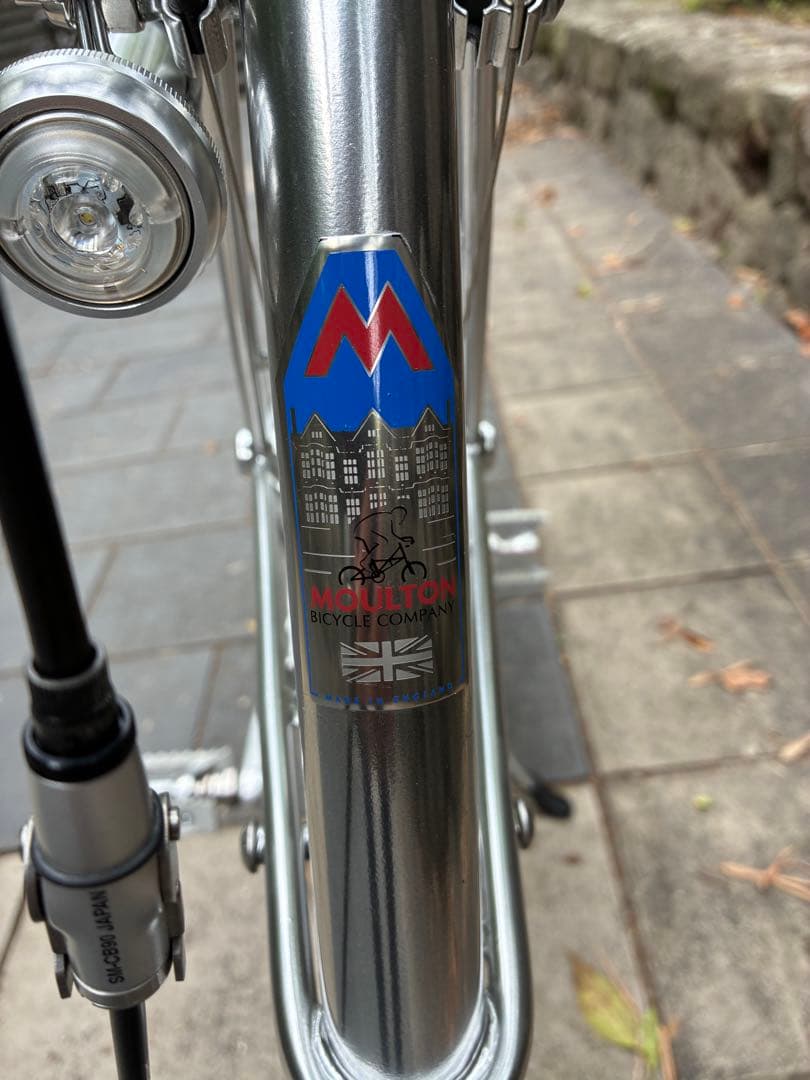 M
MOULTON
BICYCLE COMPANY
MADE IN ENGLAND
SM-CB90 JAPAN